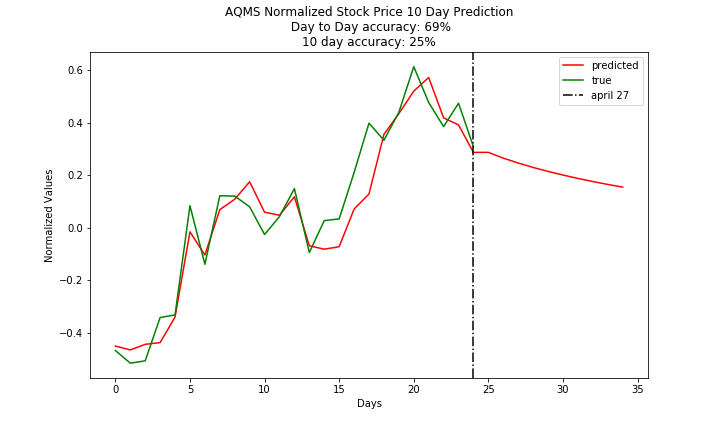 AQMS Normalized Stock Price 10 Day Prediction
Day to Day accuracy: 69%
10 day accuracy: 25%
predicted
true
april 27
Normalized Values
0.6
0.4
0.2
0.0
−0.2
−0.4
0 5 10 15 20 25 30 35
Days